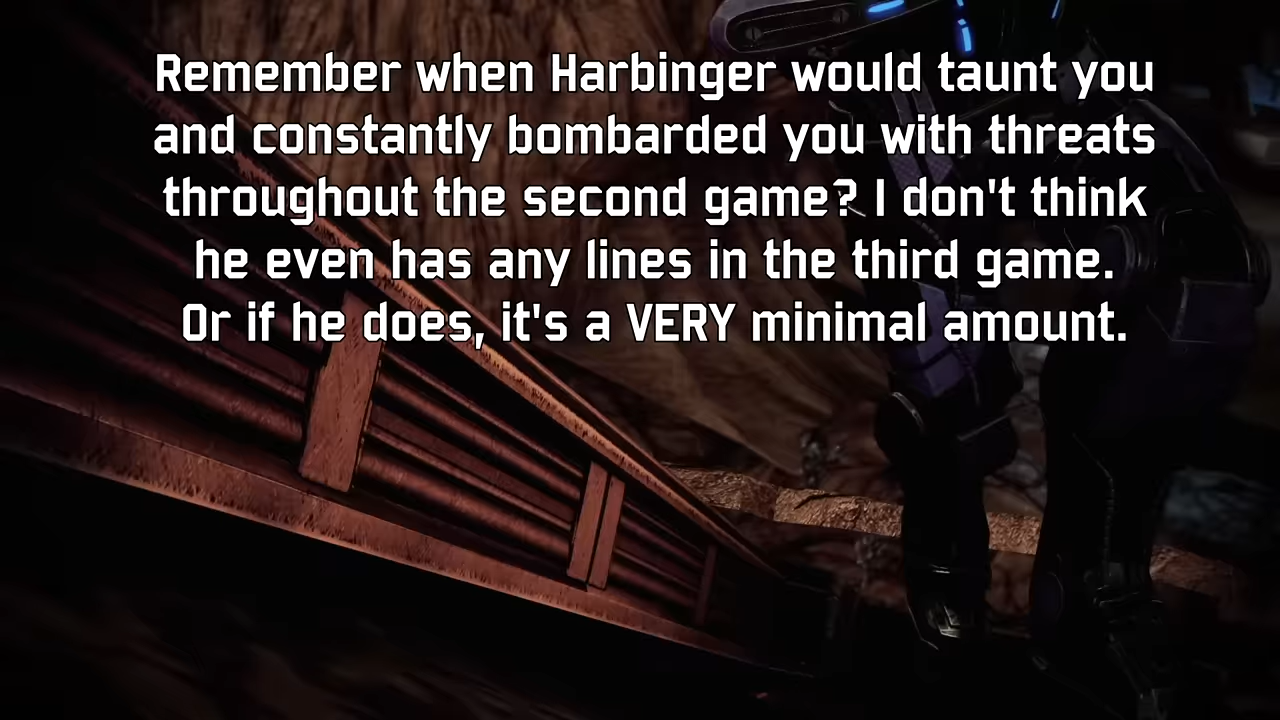 Remember when Harbinger would taunt you
and constantly bombarded you with threats
throughout the second game? I don't think
he even has any lines in the third game.
Or if he does, it's a VERY minimal amount.